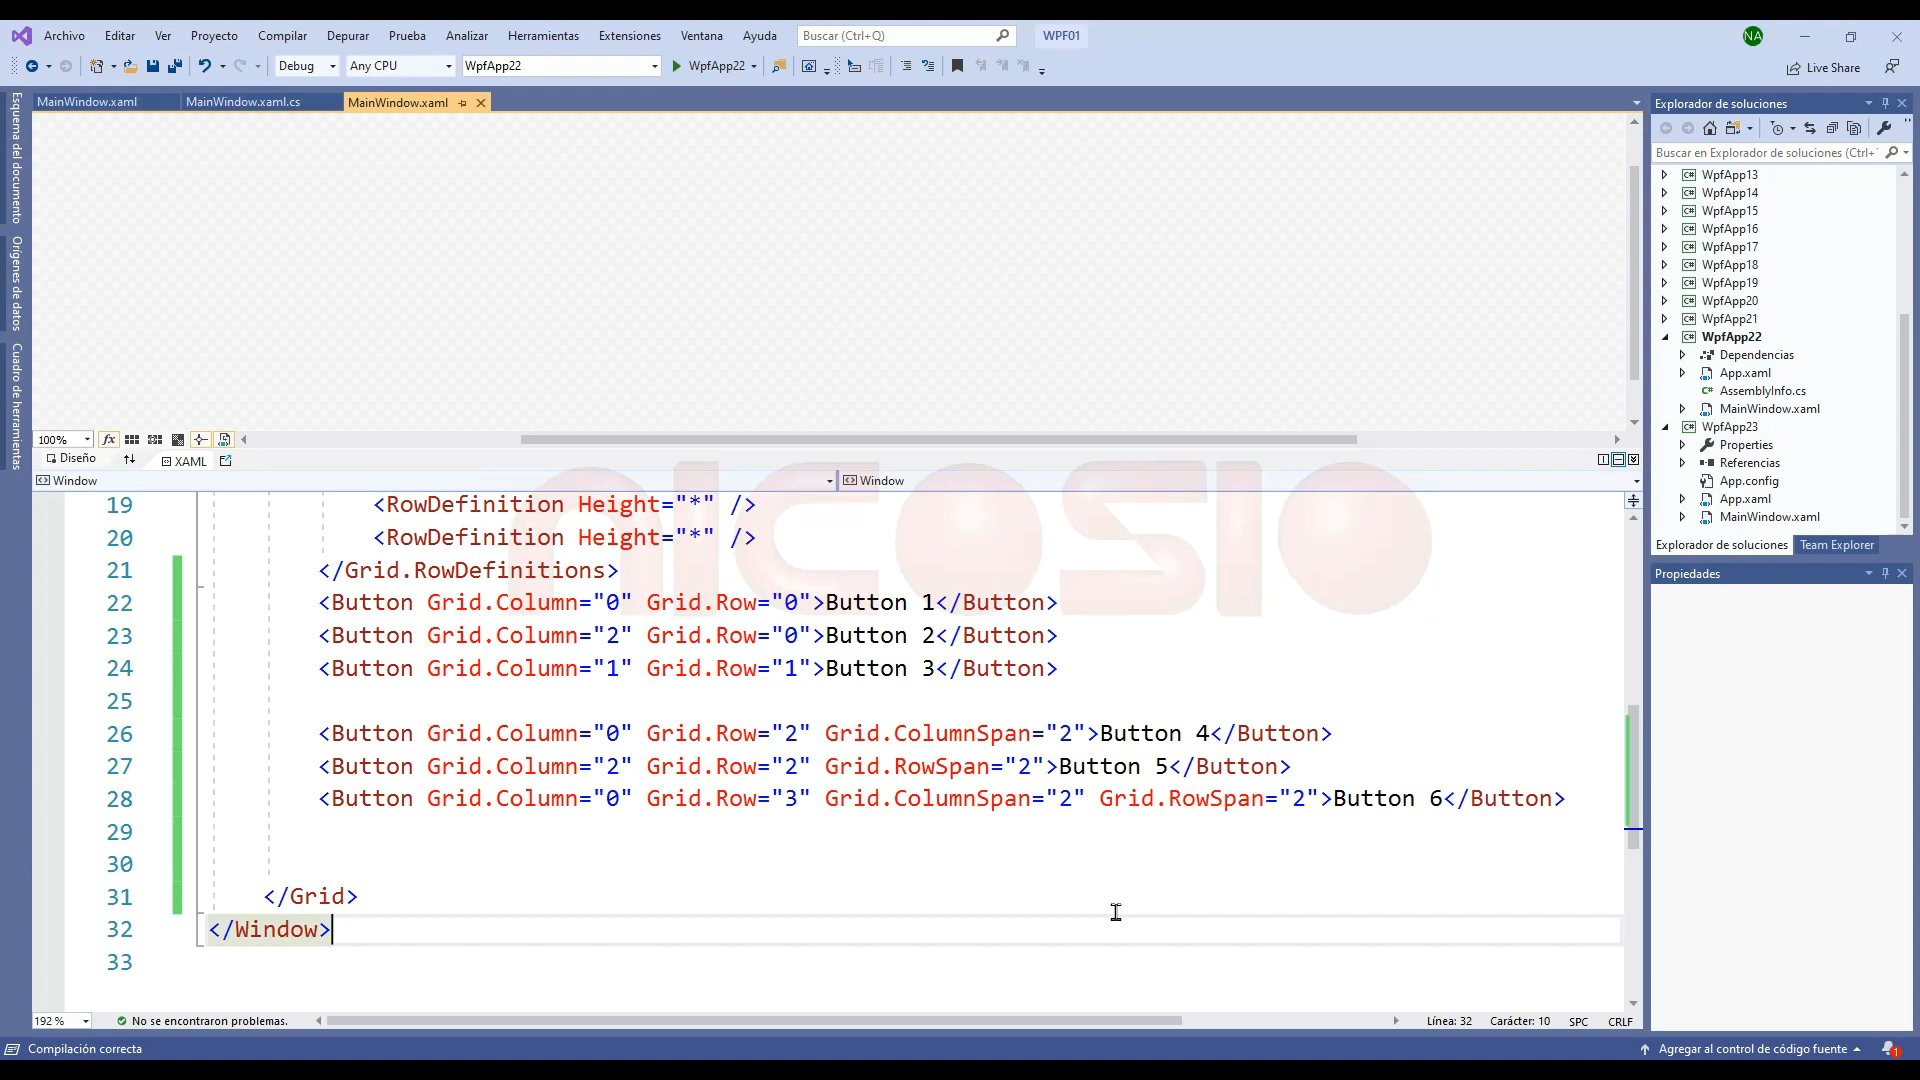 Archivo Editar Ver Proyecto Compilar Depurar Prueba Analizar Herramientas Extensiones Ventana Ayuda Buscar (Ctrl+Q) WPF01 NA
Debug Any CPU WpfApp22 WpfApp22 Live Share
MainWindow.xaml MainWindow.xaml.cs MainWindow.xaml
Esquema del documento
Orígenes de datos
Cuadro de herramientas
Explorador de soluciones
Buscar en Explorador de soluciones (Ctrl+
WpfApp13
WpfApp14
WpfApp15
WpfApp16
WpfApp17
WpfApp18
WpfApp19
WpfApp20
WpfApp21
WpfApp22
Dependencias
App.xaml
AssemblyInfo.cs
MainWindow.xaml
WpfApp23
Properties
Referencias
App.config
App.xaml
MainWindow.xaml
Explorador de soluciones Team Explorer
Propiedades
100% fx
Diseño XAML
Window Window
NICOSIO
19 <RowDefinition Height="*" />
20 <RowDefinition Height="*" />
21 </Grid.RowDefinitions>
22 <Button Grid.Column="0" Grid.Row="0">Button 1</Button>
23 <Button Grid.Column="2" Grid.Row="0">Button 2</Button>
24 <Button Grid.Column="1" Grid.Row="1">Button 3</Button>
25
26 <Button Grid.Column="0" Grid.Row="2" Grid.ColumnSpan="2">Button 4</Button>
27 <Button Grid.Column="2" Grid.Row="2" Grid.RowSpan="2">Button 5</Button>
28 <Button Grid.Column="0" Grid.Row="3" Grid.ColumnSpan="2" Grid.RowSpan="2">Button 6</Button>
29
30
31 </Grid>
32 </Window>
33
192 % No se encontraron problemas. Línea: 32 Carácter: 10 SPC CRLF
Compilación correcta Agregar al control de código fuente 1